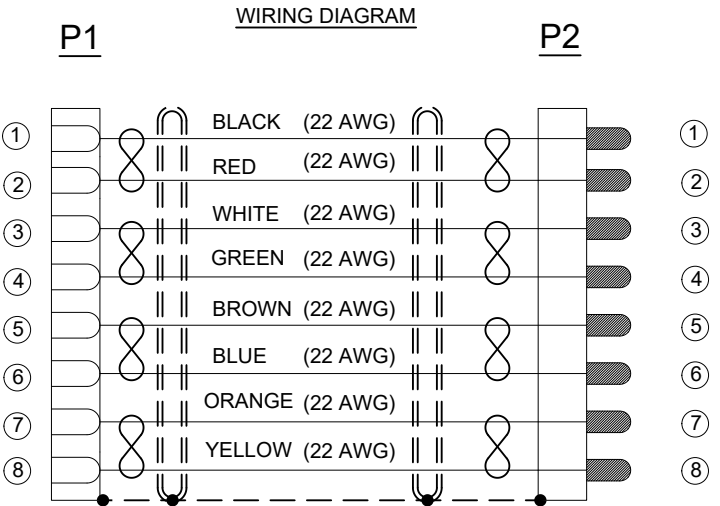 WIRING DIAGRAM
P1 P2
1 BLACK (22 AWG) 1
2 RED (22 AWG) 2
3 WHITE (22 AWG) 3
4 GREEN (22 AWG) 4
5 BROWN (22 AWG) 5
6 BLUE (22 AWG) 6
7 ORANGE (22 AWG) 7
8 YELLOW (22 AWG) 8